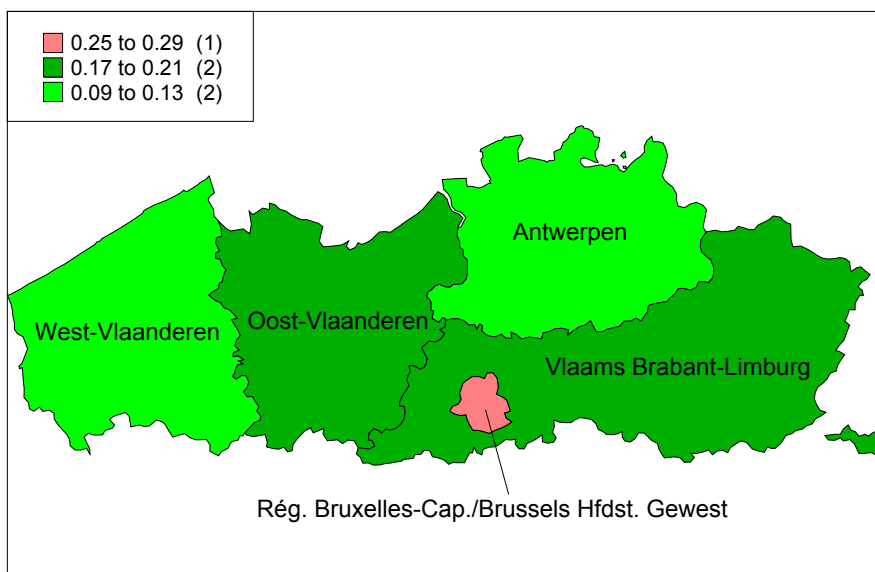 0.25 to 0.29 (1)
0.17 to 0.21 (2)
0.09 to 0.13 (2)
Antwerpen
West-Vlaanderen
Oost-Vlaanderen
Vlaams Brabant-Limburg
Rég. Bruxelles-Cap./Brussels Hfdst. Gewest